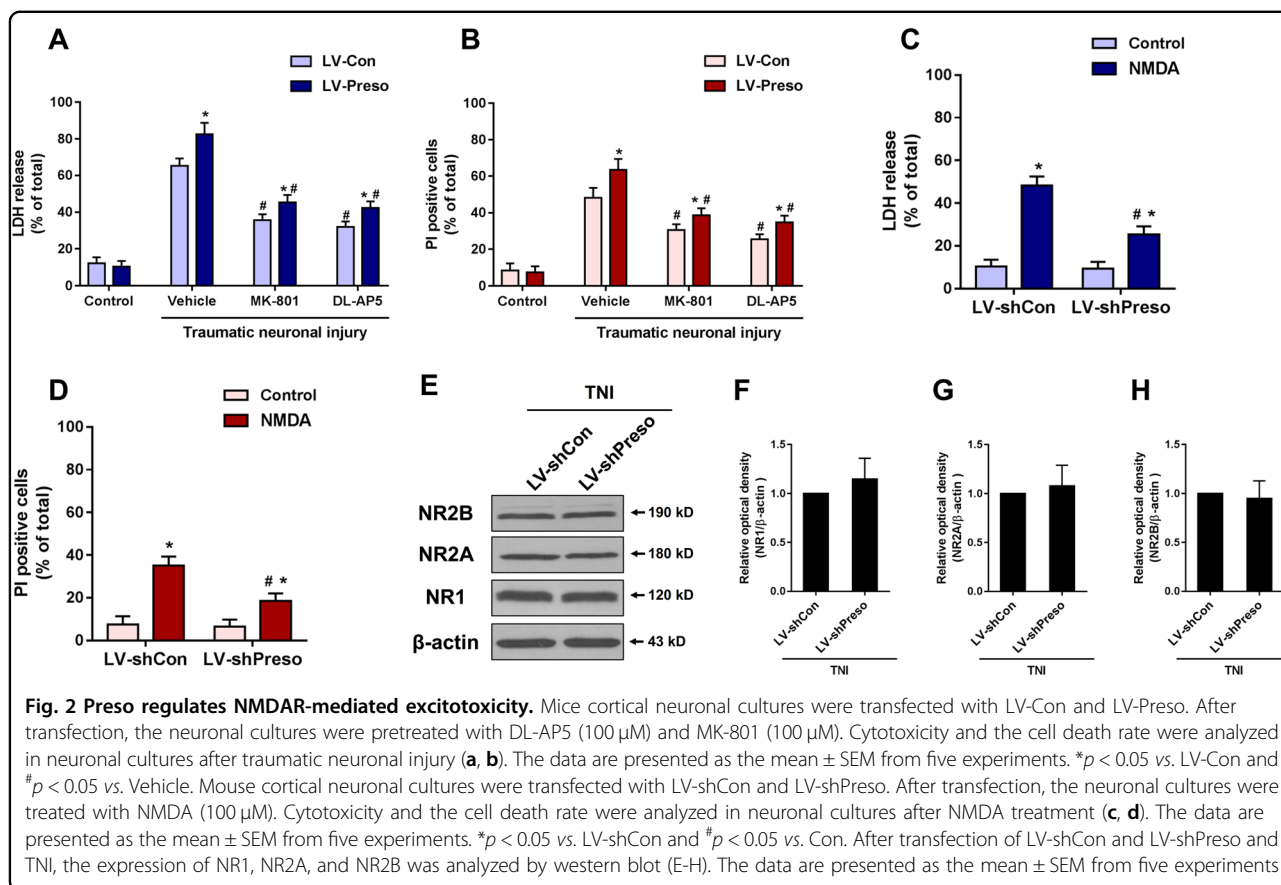 A
LV-Con
LV-Preso
LDH release
(% of total)
100
80
60
40
20
0
*
#
* #
#
* #
Control
Vehicle
MK-801
DL-AP5
Traumatic neuronal injury
B
LV-Con
LV-Preso
PI positive cells
(% of total)
100
80
60
40
20
0
*
#
* #
#
* #
Control
Vehicle
MK-801
DL-AP5
Traumatic neuronal injury
C
Control
NMDA
LDH release
(% of total)
100
80
60
40
20
0
*
# *
LV-shCon
LV-shPreso
D
Control
NMDA
PI positive cells
(% of total)
100
80
60
40
20
0
*
# *
LV-shCon
LV-shPreso
E
TNI
LV-shCon
LV-shPreso
NR2B
190 kD
NR2A
180 kD
NR1
120 kD
β-actin
43 kD
F
Relative optical density
(NR1/β-actin )
1.5
1.0
0.5
0.0
LV-shCon
LV-shPreso
TNI
G
Relative optical density
(NR2A/β-actin )
1.5
1.0
0.5
0.0
LV-shCon
LV-shPreso
TNI
H
Relative optical density
(NR2B/β-actin )
1.5
1.0
0.5
0.0
LV-shCon
LV-shPreso
TNI
Fig. 2 Preso regulates NMDAR-mediated excitotoxicity. Mice cortical neuronal cultures were transfected with LV-Con and LV-Preso. After
transfection, the neuronal cultures were pretreated with DL-AP5 (100 µM) and MK-801 (100 µM). Cytotoxicity and the cell death rate were analyzed
in neuronal cultures after traumatic neuronal injury (a, b). The data are presented as the mean ± SEM from five experiments. *p < 0.05 vs. LV-Con and
#p < 0.05 vs. Vehicle. Mouse cortical neuronal cultures were transfected with LV-shCon and LV-shPreso. After transfection, the neuronal cultures were
treated with NMDA (100 µM). Cytotoxicity and the cell death rate were analyzed in neuronal cultures after NMDA treatment (c, d). The data are
presented as the mean ± SEM from five experiments. *p < 0.05 vs. LV-shCon and #p < 0.05 vs. Con. After transfection of LV-shCon and LV-shPreso and
TNI, the expression of NR1, NR2A, and NR2B was analyzed by western blot (E-H). The data are presented as the mean ± SEM from five experiments